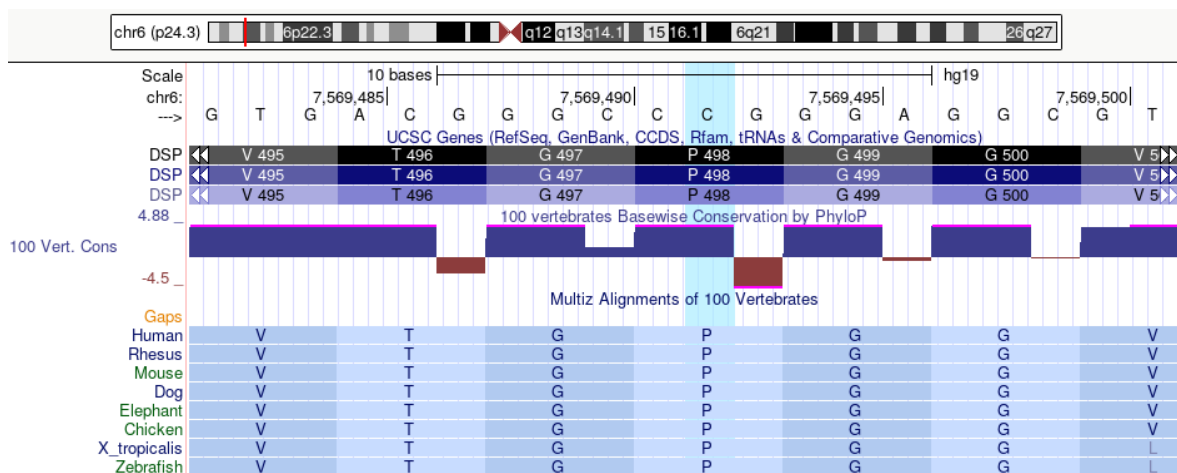 chr6 (p24.3) 6p22.3 q12 q13 q14.1 15 16.1 6q21 26 q27
Scale 10 bases hg19
chr6: 7,569,485 7,569,490 7,569,495 7,569,500
---> G T G A C G G G C C C G G G A G G C G T
UCSC Genes (RefSeq, GenBank, CCDS, Rfam, tRNAs & Comparative Genomics)
DSP V 495 T 496 G 497 P 498 G 499 G 500 V 5
DSP V 495 T 496 G 497 P 498 G 499 G 500 V 5
DSP V 495 T 496 G 497 P 498 G 499 G 500 V 5
4.88 _ 100 vertebrates Basewise Conservation by PhyloP
100 Vert. Cons
-4.5 _
Multiz Alignments of 100 Vertebrates
Gaps
Human V T G P G G V
Rhesus V T G P G G V
Mouse V T G P G G V
Dog V T G P G G V
Elephant V T G P G G V
Chicken V T G P G G V
X_tropicalis V T G P G G L
Zebrafish V T G P G G L